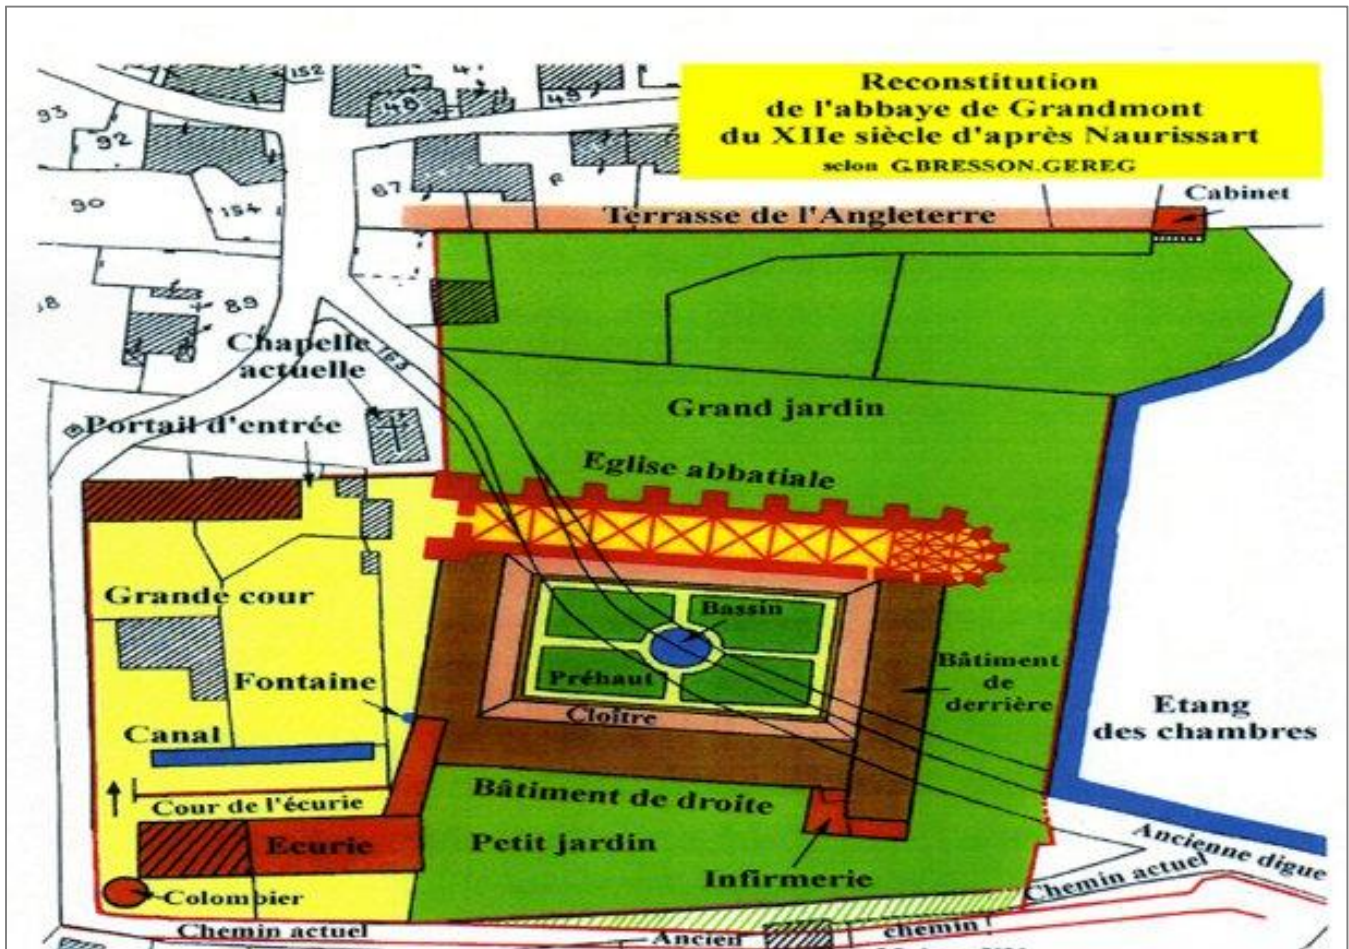 152
47
48
49
Reconstitution
de l'abbaye de Grandmont
du XIIe siècle d'après Naurissart
selon G.BRESSON.GEREG
93
92
90
154
67
Cabinet
Terrasse de l'Angleterre
89
Chapelle
actuelle
163
Grand jardin
Portail d'entrée
Eglise abbatiale
Grande cour
Bassin
Préhaut
Cloître
Bâtiment
de
derrière
Fontaine
Canal
Etang
des chambres
Cour de l'écurie
Bâtiment de droite
Ecurie
Petit jardin
Infirmerie
Ancienne digue
Chemin actuel
Colombier
Chemin actuel
Ancien
chemin